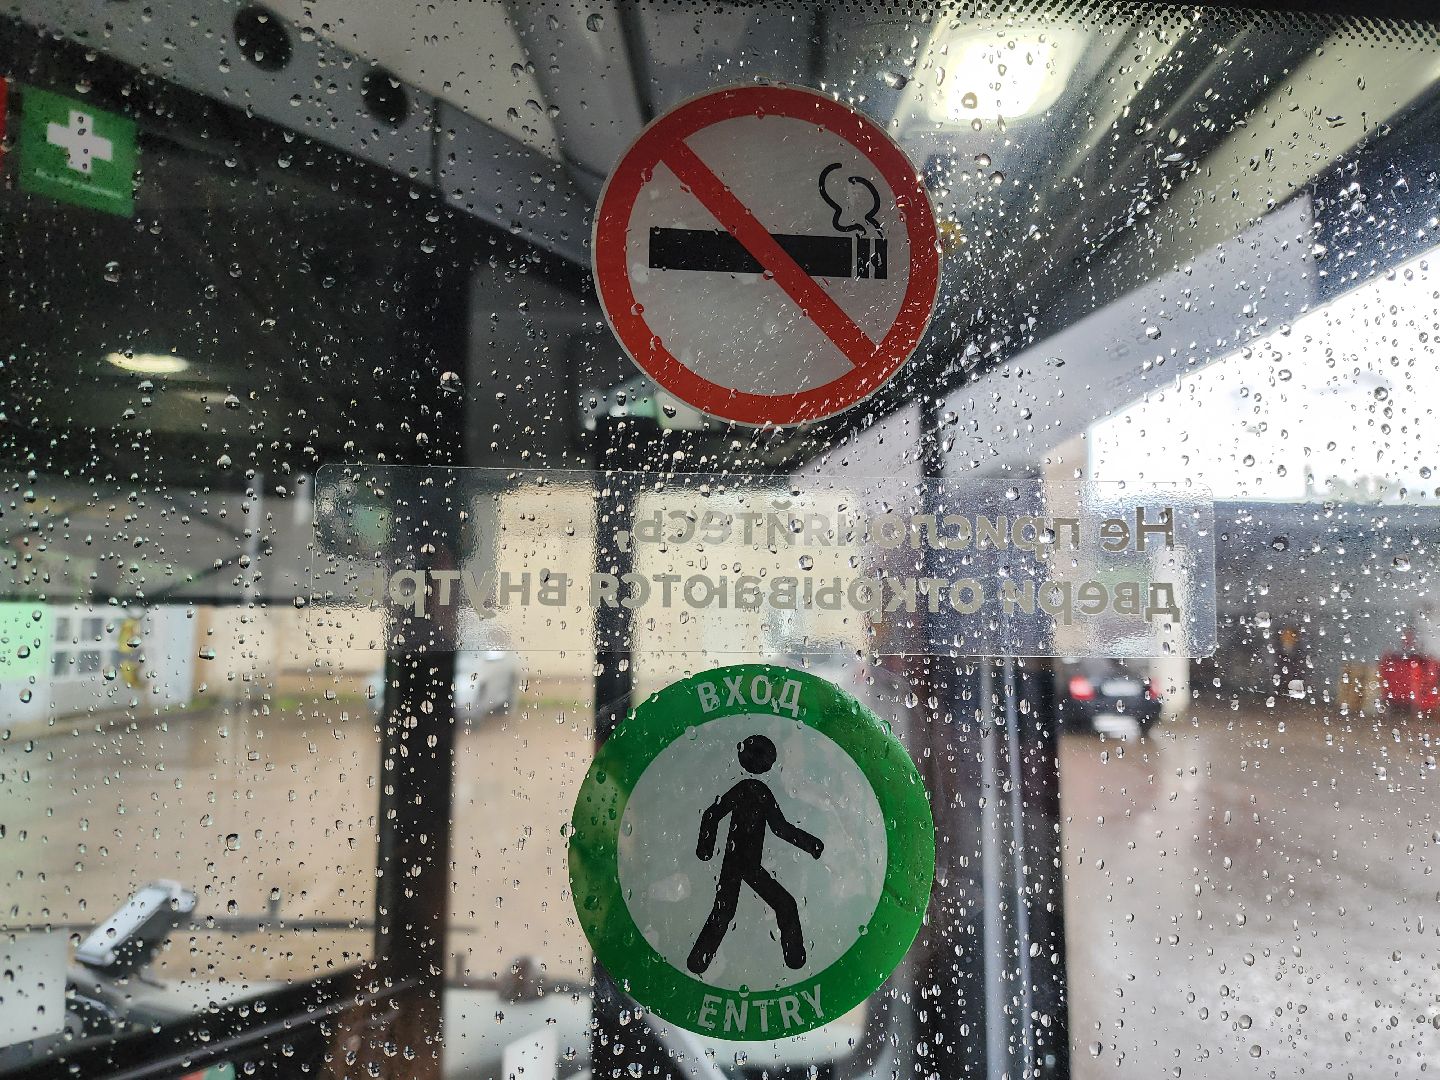 Не прислоняйтесь,
двери открываются внутрь
ВХОД
ENTRY